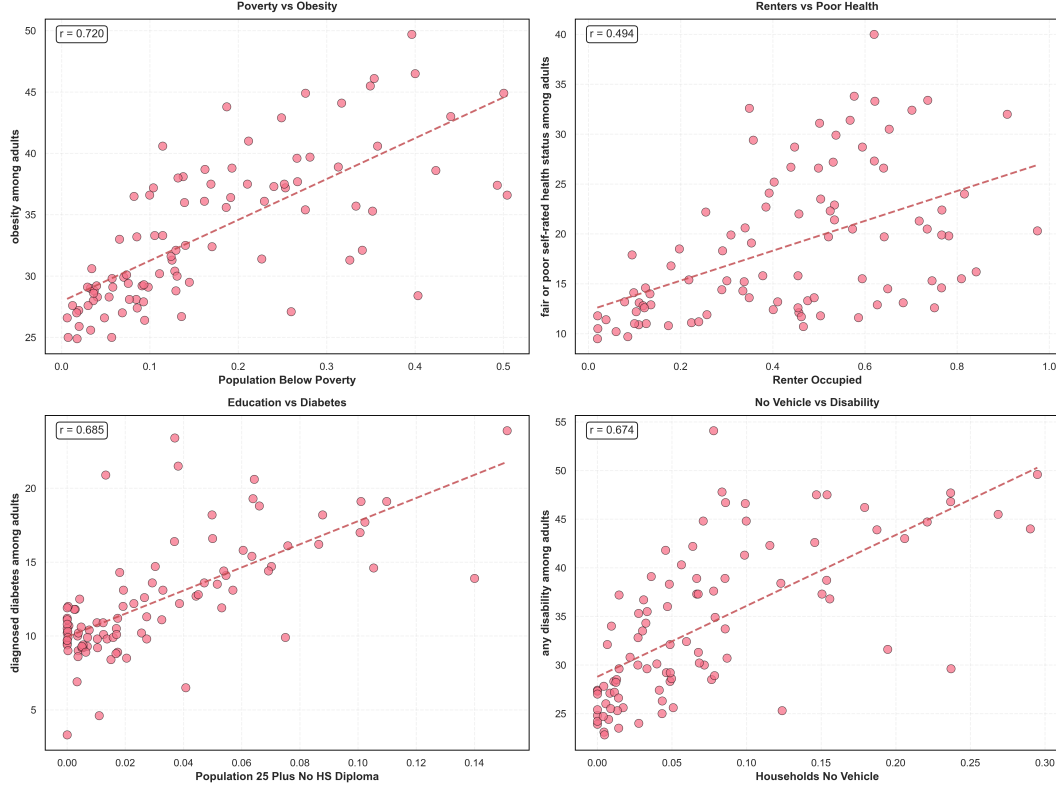 Poverty vs Obesity
r = 0.720
obesity among adults
50
45
40
35
30
25
0.0 0.1 0.2 0.3 0.4 0.5
Population Below Poverty
Renters vs Poor Health
r = 0.494
fair or poor self-rated health status among adults
40
35
30
25
20
15
10
0.0 0.2 0.4 0.6 0.8 1.0
Renter Occupied
Education vs Diabetes
r = 0.685
diagnosed diabetes among adults
20
15
10
5
0.00 0.02 0.04 0.06 0.08 0.10 0.12 0.14
Population 25 Plus No HS Diploma
No Vehicle vs Disability
r = 0.674
any disability among adults
55
50
45
40
35
30
25
0.00 0.05 0.10 0.15 0.20 0.25 0.30
Households No Vehicle